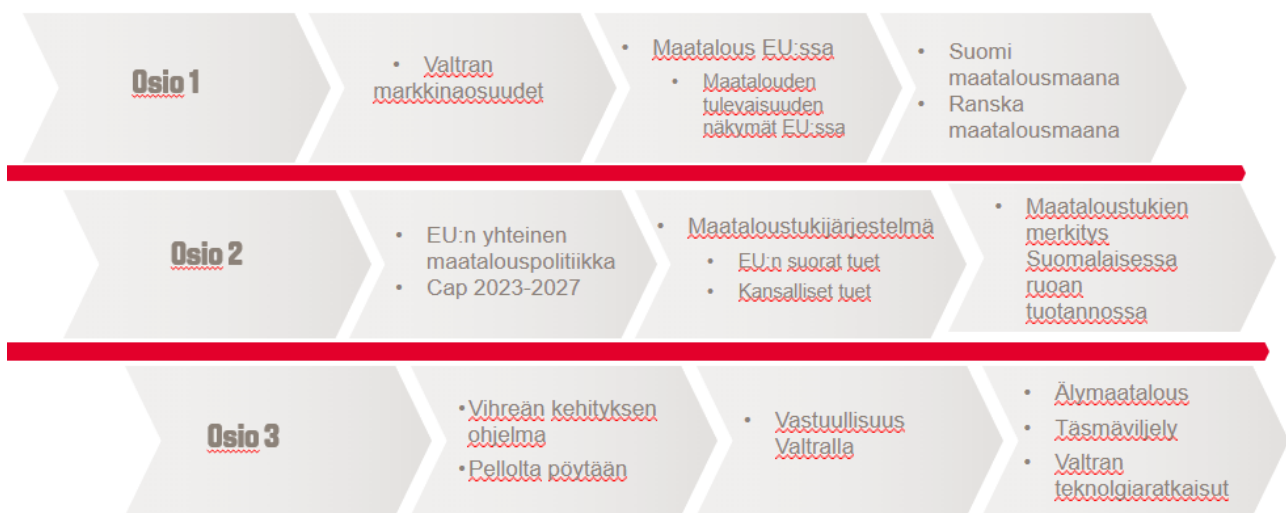 Osio 1
• Valtran
markkinaosuudet
• Maatalous EU:ssa
• Maatalouden
tulevaisuuden
näkymät EU:ssa
• Suomi
maatalousmaana
• Ranska
maatalousmaana
Osio 2
• EU:n yhteinen
maatalouspolitiikka
• Cap 2023-2027
• Maataloustukijärjestelmä
• EU:n suorat tuet
• Kansalliset tuet
• Maataloustukien
merkitys
Suomalaisessa
ruoan
tuotannossa
Osio 3
• Vihreän kehityksen
ohjelma
• Pellolta pöytään
• Vastuullisuus
Valtralla
• Älymaatalous
• Täsmäviljely
• Valtran
teknolgiaratkaisut